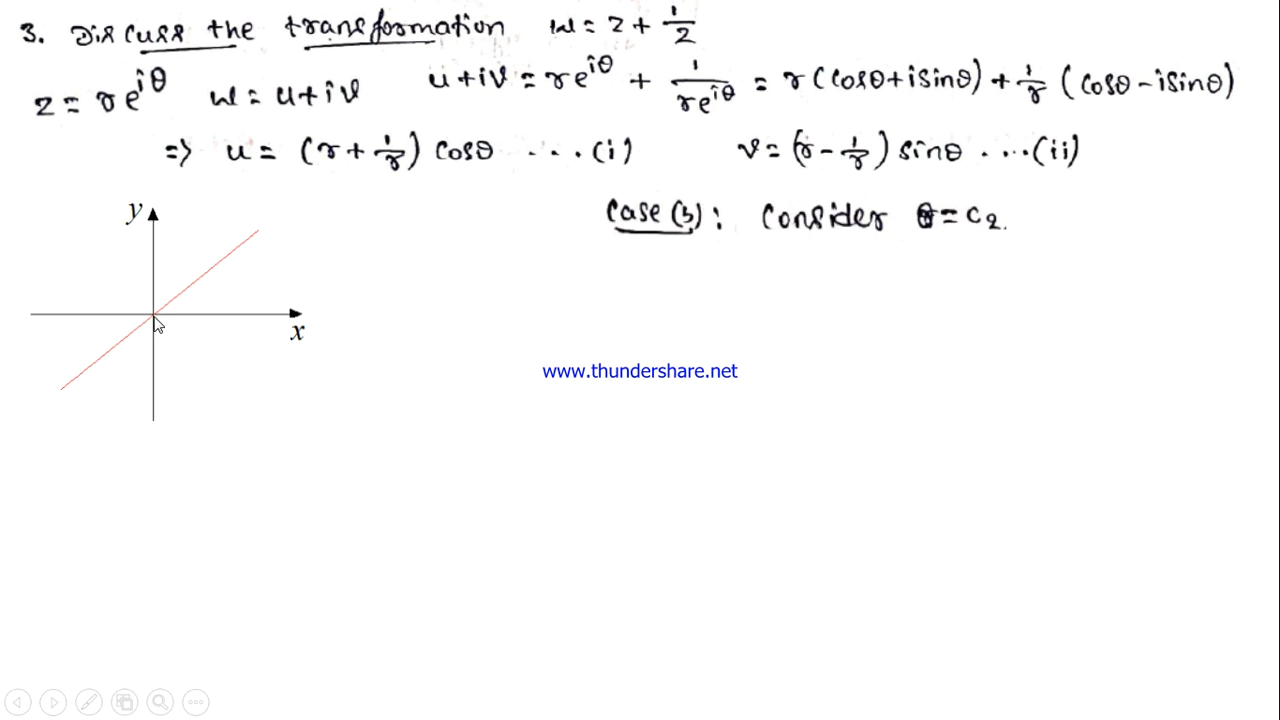 3. Discuss the transformation w = z + 1/z
z = re^{iθ} w = u+iv u+iv = re^{iθ} + 1/re^{iθ} = r(cosθ+isinθ) + 1/r (cosθ-isinθ)
=> u = (r + 1/r) cosθ ...(i) v = (r - 1/r) sinθ ....(ii)
y
Case (3): Consider θ = c₂.
x
www.thundershare.net